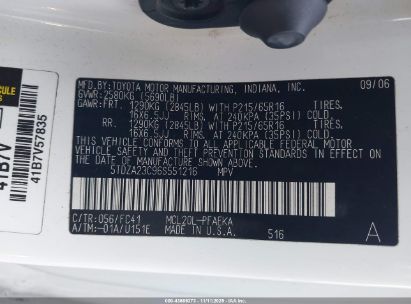 MFD.BY:TOYOTA MOTOR MANUFACTURING, INDIANA, INC. 09/06
GVWR:2580KG(5690LB)
GAWR:FRT. 1290KG(2845LB)WITH P215/65R16 TIRES,
16X6.5JJ RIMS, AT 240KPA(35PSI)COLD
RR. 1290KG(2845LB)WITH P215/65R16 TIRES,
16X6.5JJ RIMS, AT 240KPA(35PSI)COLD
THIS VEHICLE CONFORMS TO ALL APPLICABLE FEDERAL MOTOR
VEHICLE SAFETY AND THEFT PREVENTION STANDARDS IN EFFECT
ON THE DATE OF MANUFACTURE SHOWN ABOVE.
5TDZA23C96S551216 MPV
C/TR:056/FC41 MCL20L-PFAEKA
A/TM:-01A/U151E MADE IN U.S.A. 516 A
41B7V
41B7V57835